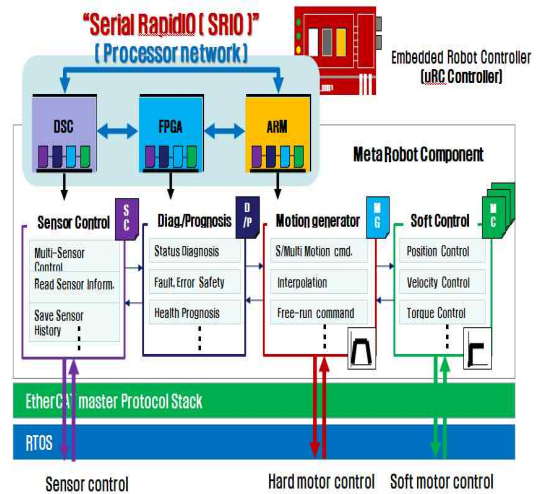 “Serial RapidIO ( SRIO )”
( Processor network )
Embedded Robot Controller
(uRC Controller)
DSC
FPGA
ARM
Meta Robot Component
Sensor Control
SC
Diag./Prognosis
D/P
Motion generator
MG
Soft Control
MC
Multi-Sensor
Control
Read Sensor Inform.
Save Sensor
History
Status Diagnosis
Fault, Error Safety
Health Prognosis
S/Multi Motion cmd.
Interpolation
Free-run command
Position Control
Velocity Control
Torque Control
EtherCAT master Protocol Stack
RTOS
Sensor control
Hard motor control
Soft motor control